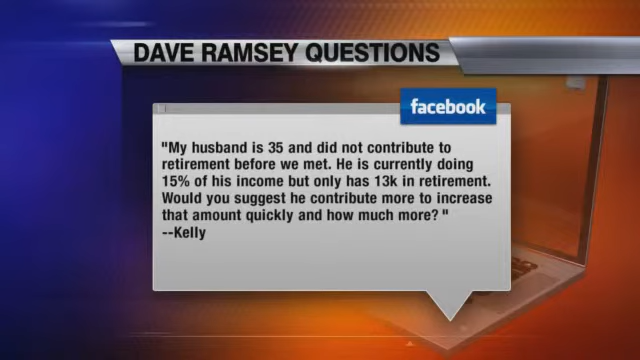 DAVE RAMSEY QUESTIONS
facebook
"My husband is 35 and did not contribute to
retirement before we met. He is currently doing
15% of his income but only has 13k in retirement.
Would you suggest he contribute more to increase
that amount quickly and how much more? "
--Kelly